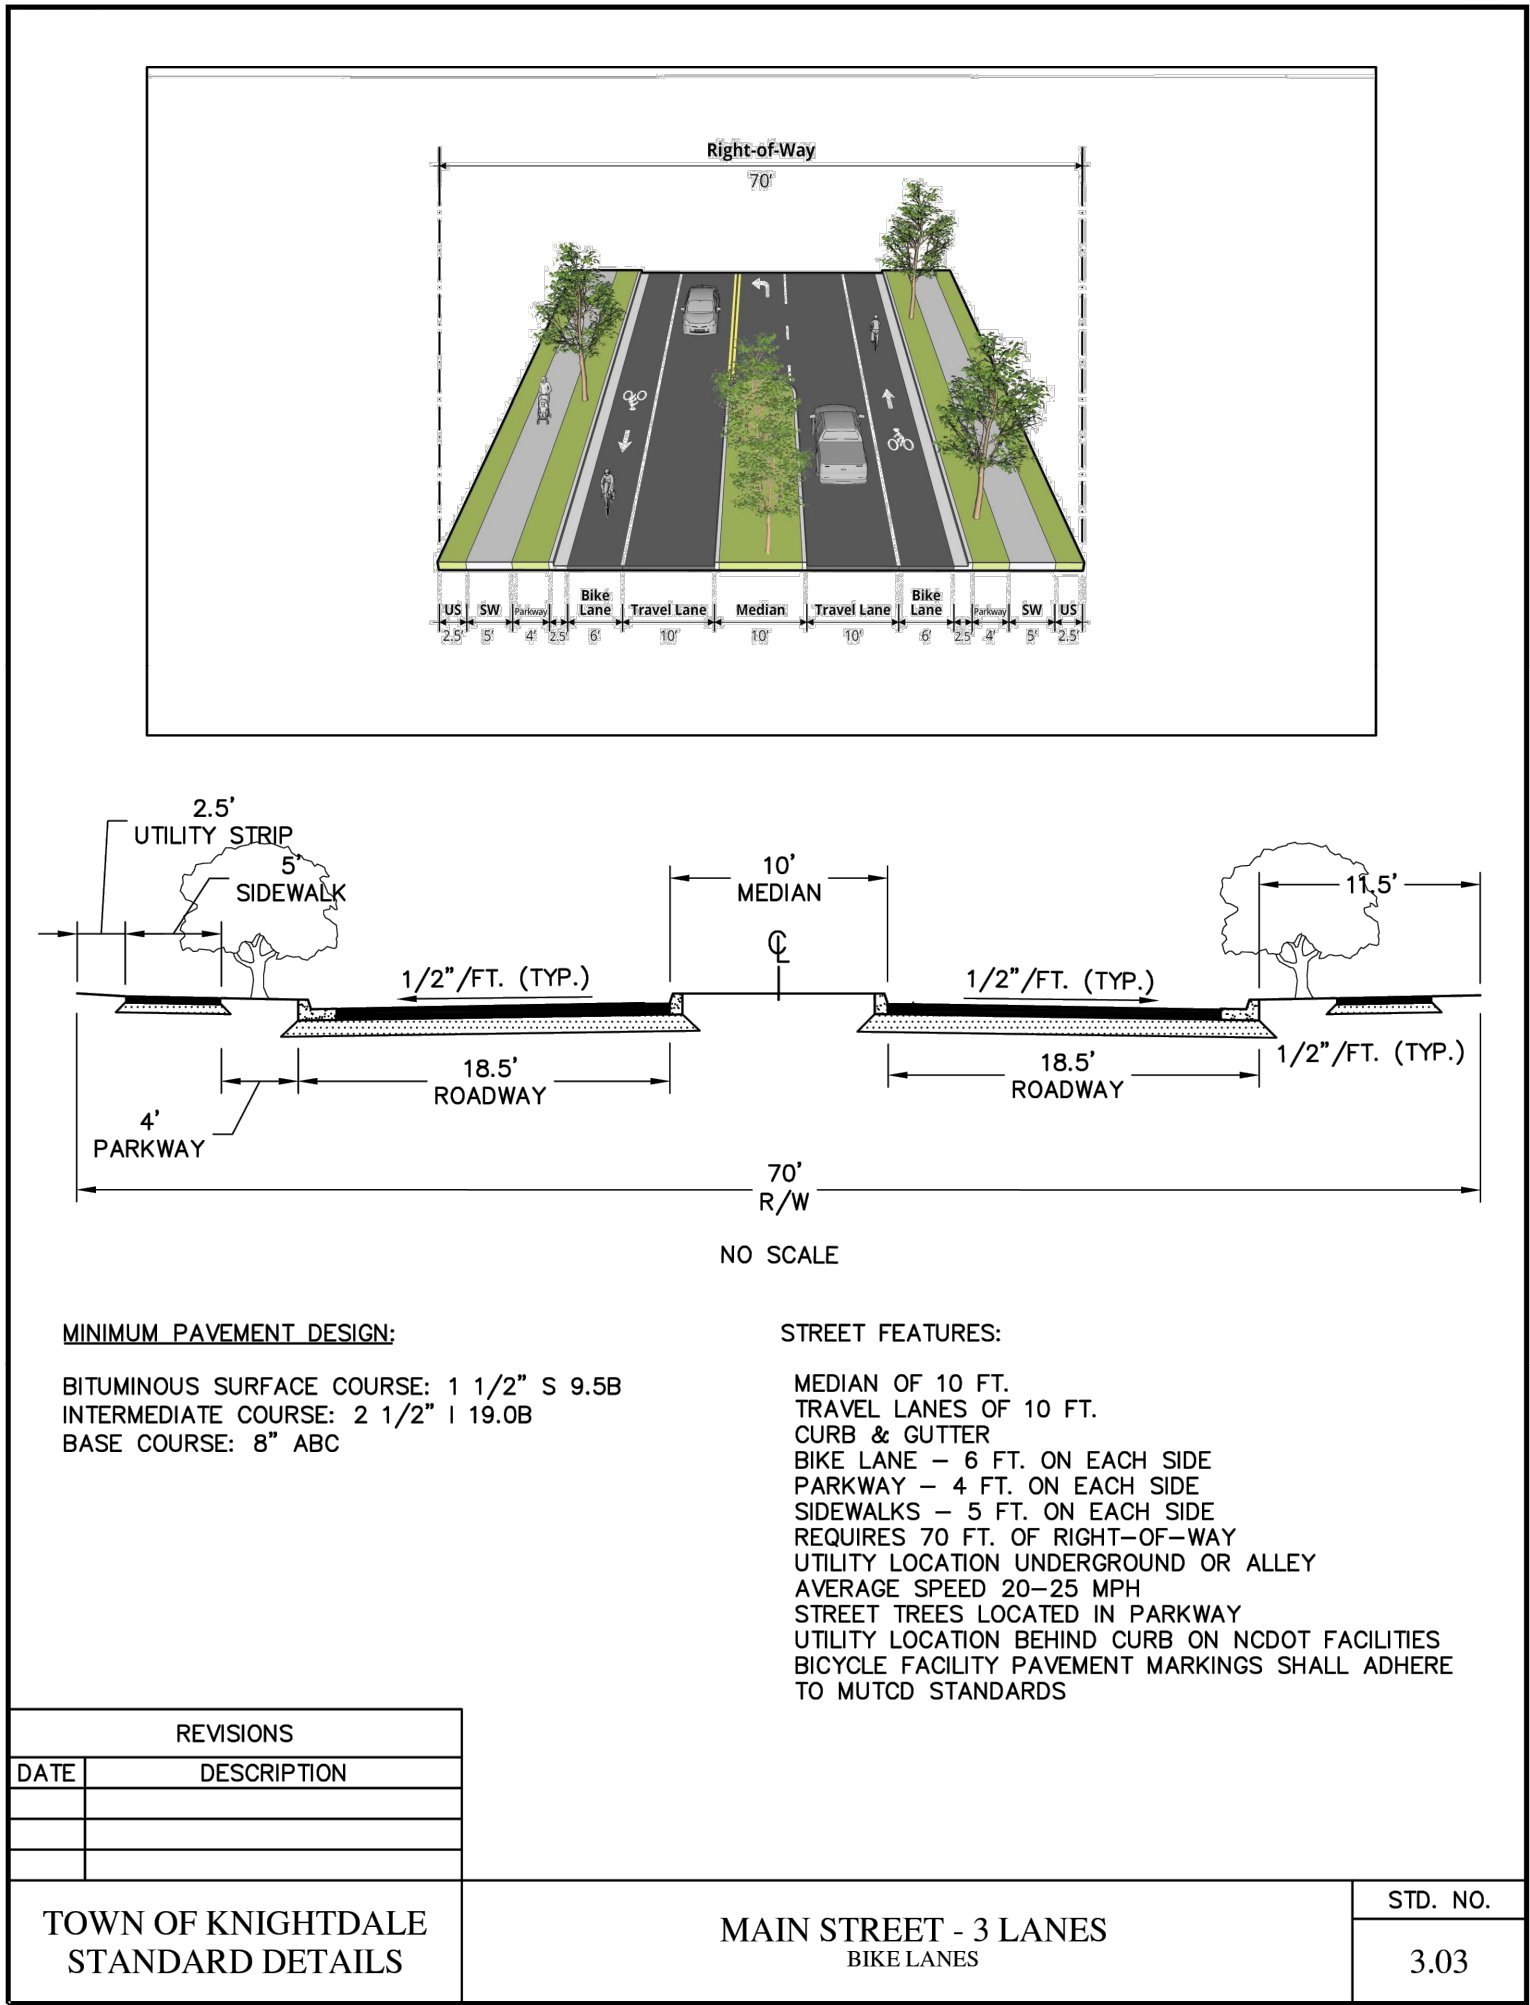 Right-of-Way
70'
US SW Parkway Bike Lane Travel Lane Median Travel Lane Bike Lane Parkway SW US
2.5' 5' 4' 2.5' 6' 10' 10' 10' 6' 2.5' 4' 5' 2.5'
2.5'
UTILITY STRIP
5'
SIDEWALK
10'
MEDIAN
11.5'
℄
1/2"/FT. (TYP.)
1/2"/FT. (TYP.)
1/2"/FT. (TYP.)
18.5'
ROADWAY
18.5'
ROADWAY
4'
PARKWAY
70'
R/W
NO SCALE
MINIMUM PAVEMENT DESIGN:
BITUMINOUS SURFACE COURSE: 1 1/2" S 9.5B
INTERMEDIATE COURSE: 2 1/2" I 19.0B
BASE COURSE: 8" ABC
STREET FEATURES:
MEDIAN OF 10 FT.
TRAVEL LANES OF 10 FT.
CURB & GUTTER
BIKE LANE – 6 FT. ON EACH SIDE
PARKWAY – 4 FT. ON EACH SIDE
SIDEWALKS – 5 FT. ON EACH SIDE
REQUIRES 70 FT. OF RIGHT-OF-WAY
UTILITY LOCATION UNDERGROUND OR ALLEY
AVERAGE SPEED 20-25 MPH
STREET TREES LOCATED IN PARKWAY
UTILITY LOCATION BEHIND CURB ON NCDOT FACILITIES
BICYCLE FACILITY PAVEMENT MARKINGS SHALL ADHERE
TO MUTCD STANDARDS
REVISIONS
DATE DESCRIPTION
TOWN OF KNIGHTDALE
STANDARD DETAILS
MAIN STREET - 3 LANES
BIKE LANES
STD. NO.
3.03